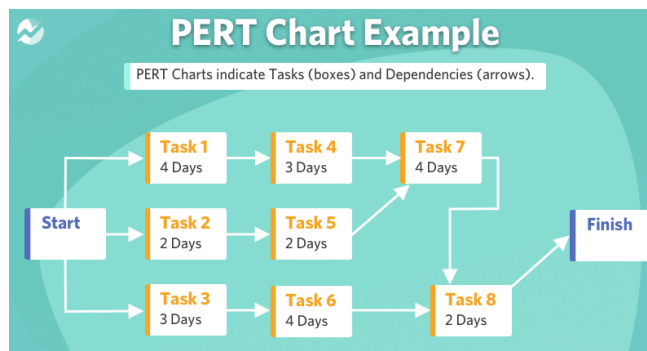 PERT Chart Example
PERT Charts indicate Tasks (boxes) and Dependencies (arrows).
Task 1
4 Days
Task 4
3 Days
Task 7
4 Days
Start
Task 2
2 Days
Task 5
2 Days
Finish
Task 3
3 Days
Task 6
4 Days
Task 8
2 Days